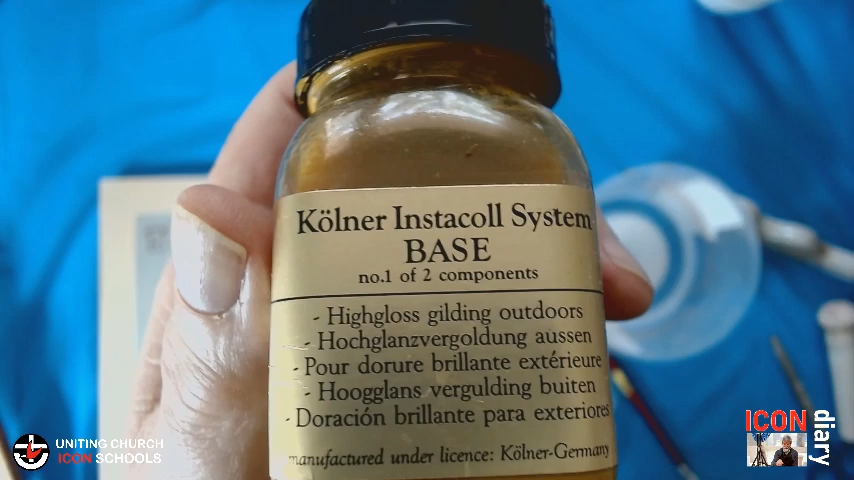 Kölner Instacoll System
BASE
no.1 of 2 components
- Highgloss gilding outdoors
- Hochglanzvergoldung aussen
- Pour dorure brillante extérieure
- Hoogglans vergulding buiten
- Doración brillante para exteriores
manufactured under licence: Kölner-Germany
UNITING CHURCH
ICON SCHOOLS
ICON
diary